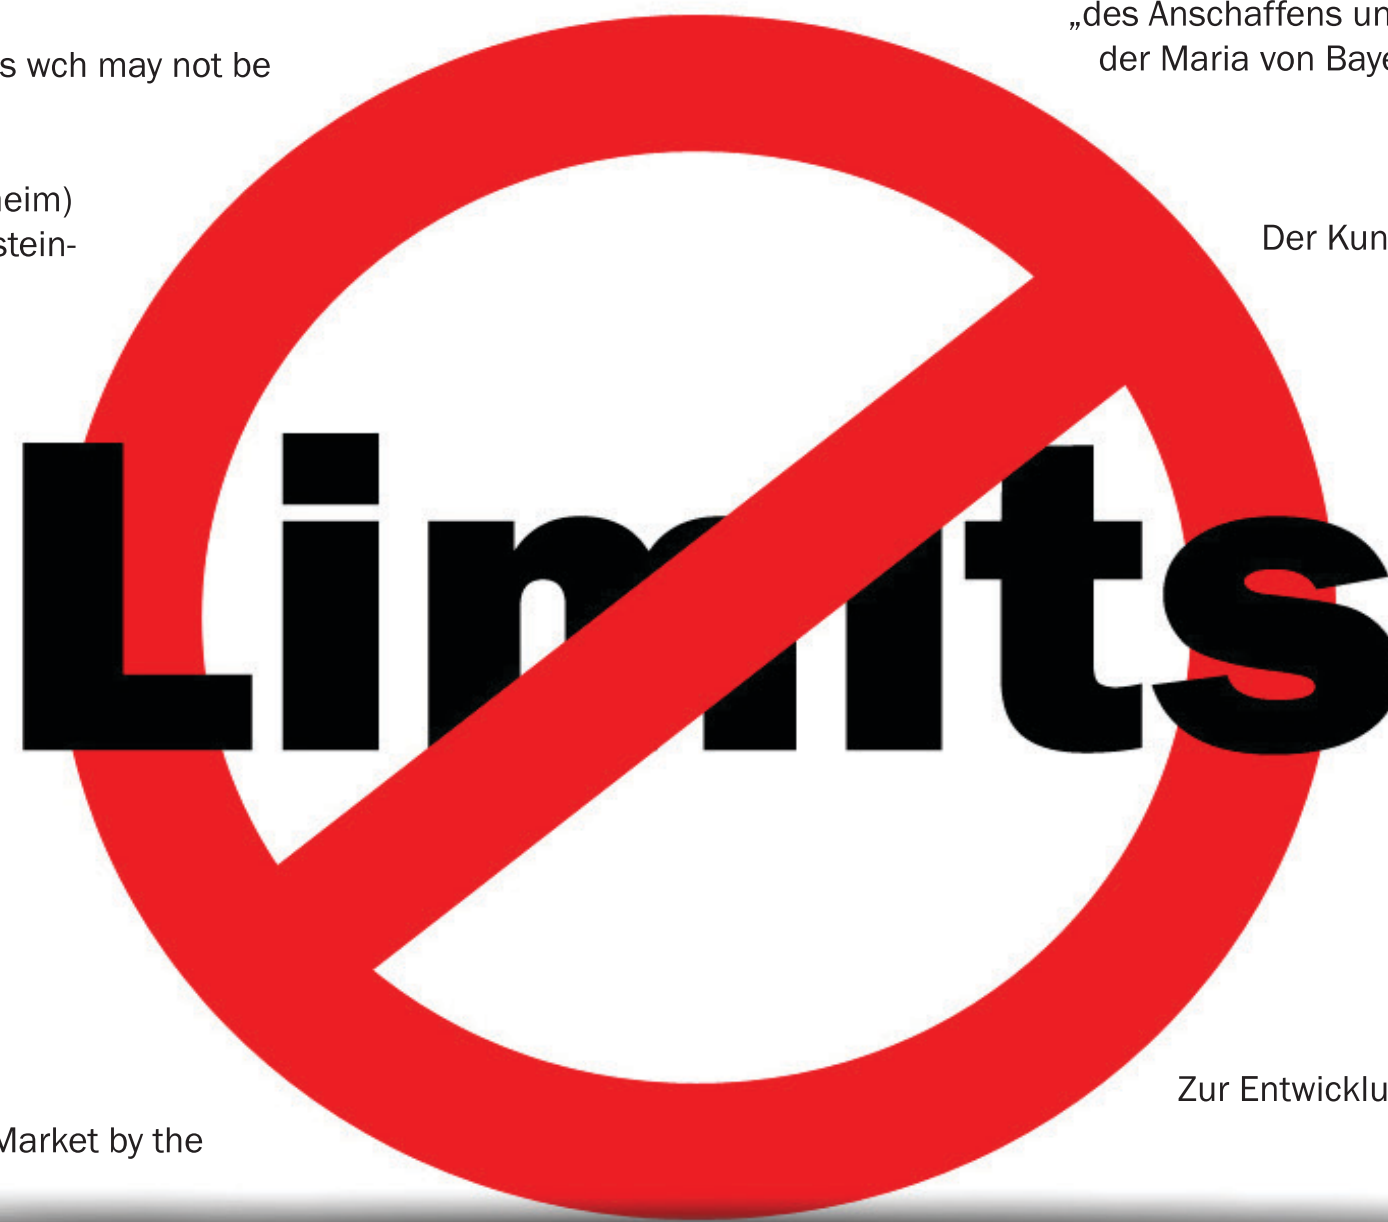 „des Anschaffens un
s wch may not be
der Maria von Baye
eim)
stein-
Der Kun
Limits
Zur Entwicklu
Market by the